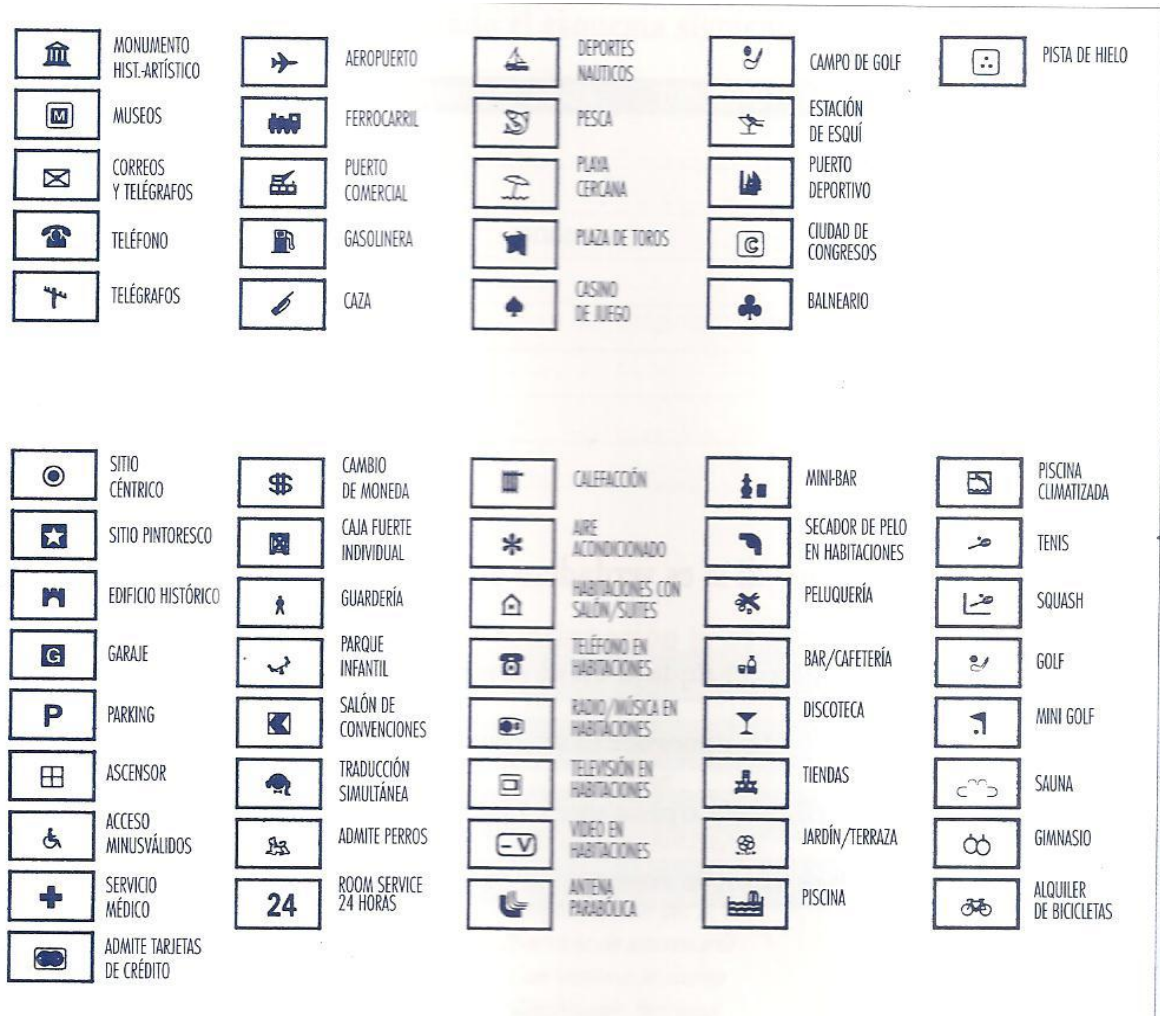 MONUMENTO
HIST.-ARTÍSTICO
M
MUSEOS
CORREOS
Y TELÉGRAFOS
TELÉFONO
TELÉGRAFOS
AEROPUERTO
FERROCARRIL
PUERTO
COMERCIAL
GASOLINERA
CAZA
DEPORTES
NAUTICOS
PESCA
PLAYA
CERCANA
PLAZA DE TOROS
CASINO
DE JUEGO
CAMPO DE GOLF
ESTACIÓN
DE ESQUÍ
PUERTO
DEPORTIVO
C
CIUDAD DE
CONGRESOS
BALNEARIO
PISTA DE HIELO
SITIO
CÉNTRICO
SITIO PINTORESCO
EDIFICIO HISTÓRICO
G
GARAJE
P
PARKING
ASCENSOR
ACCESO
MINUSVÁLIDOS
SERVICIO
MÉDICO
ADMITE TARJETAS
DE CRÉDITO
$
CAMBIO
DE MONEDA
CAJA FUERTE
INDIVIDUAL
GUARDERÍA
PARQUE
INFANTIL
SALÓN DE
CONVENCIONES
TRADUCCIÓN
SIMULTÁNEA
ADMITE PERROS
24
ROOM SERVICE
24 HORAS
CALEFACCIÓN
AIRE
ACONDICIONADO
HABITACIONES CON
SALÓN/SUITES
TELÉFONO EN
HABITACIONES
RADIO/MÚSICA EN
HABITACIONES
TELEVISIÓN EN
HABITACIONES
V
VIDEO EN
HABITACIONES
ANTENA
PARABÓLICA
MINI-BAR
SECADOR DE PELO
EN HABITACIONES
PELUQUERÍA
BAR/CAFETERÍA
DISCOTECA
TIENDAS
JARDÍN/TERRAZA
PISCINA
PISCINA
CLIMATIZADA
TENIS
SQUASH
GOLF
MINI GOLF
SAUNA
GIMNASIO
ALQUILER
DE BICICLETAS